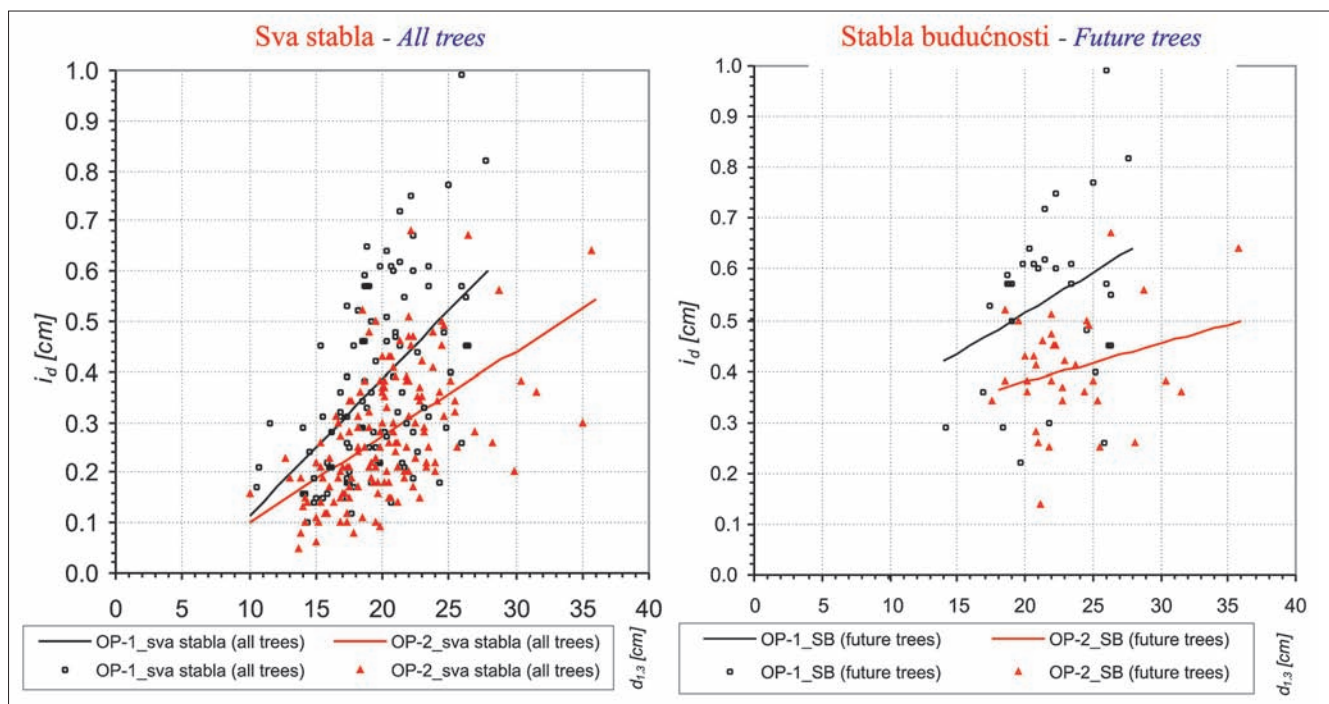 Sva stabla - All trees
1.0
0.9
0.8
0.7
0.6
0.5
0.4
0.3
0.2
0.1
0.0
i_d [cm]
0 5 10 15 20 25 30 35 40
d_1.3 [cm]
OP-1_sva stabla (all trees) OP-2_sva stabla (all trees)
OP-1_sva stabla (all trees) OP-2_sva stabla (all trees)
Stabla budućnosti - Future trees
1.0
0.9
0.8
0.7
0.6
0.5
0.4
0.3
0.2
0.1
0.0
i_d [cm]
0 5 10 15 20 25 30 35 40
d_1.3 [cm]
OP-1_SB (future trees) OP-2_SB (future trees)
OP-1_SB (future trees) OP-2_SB (future trees)